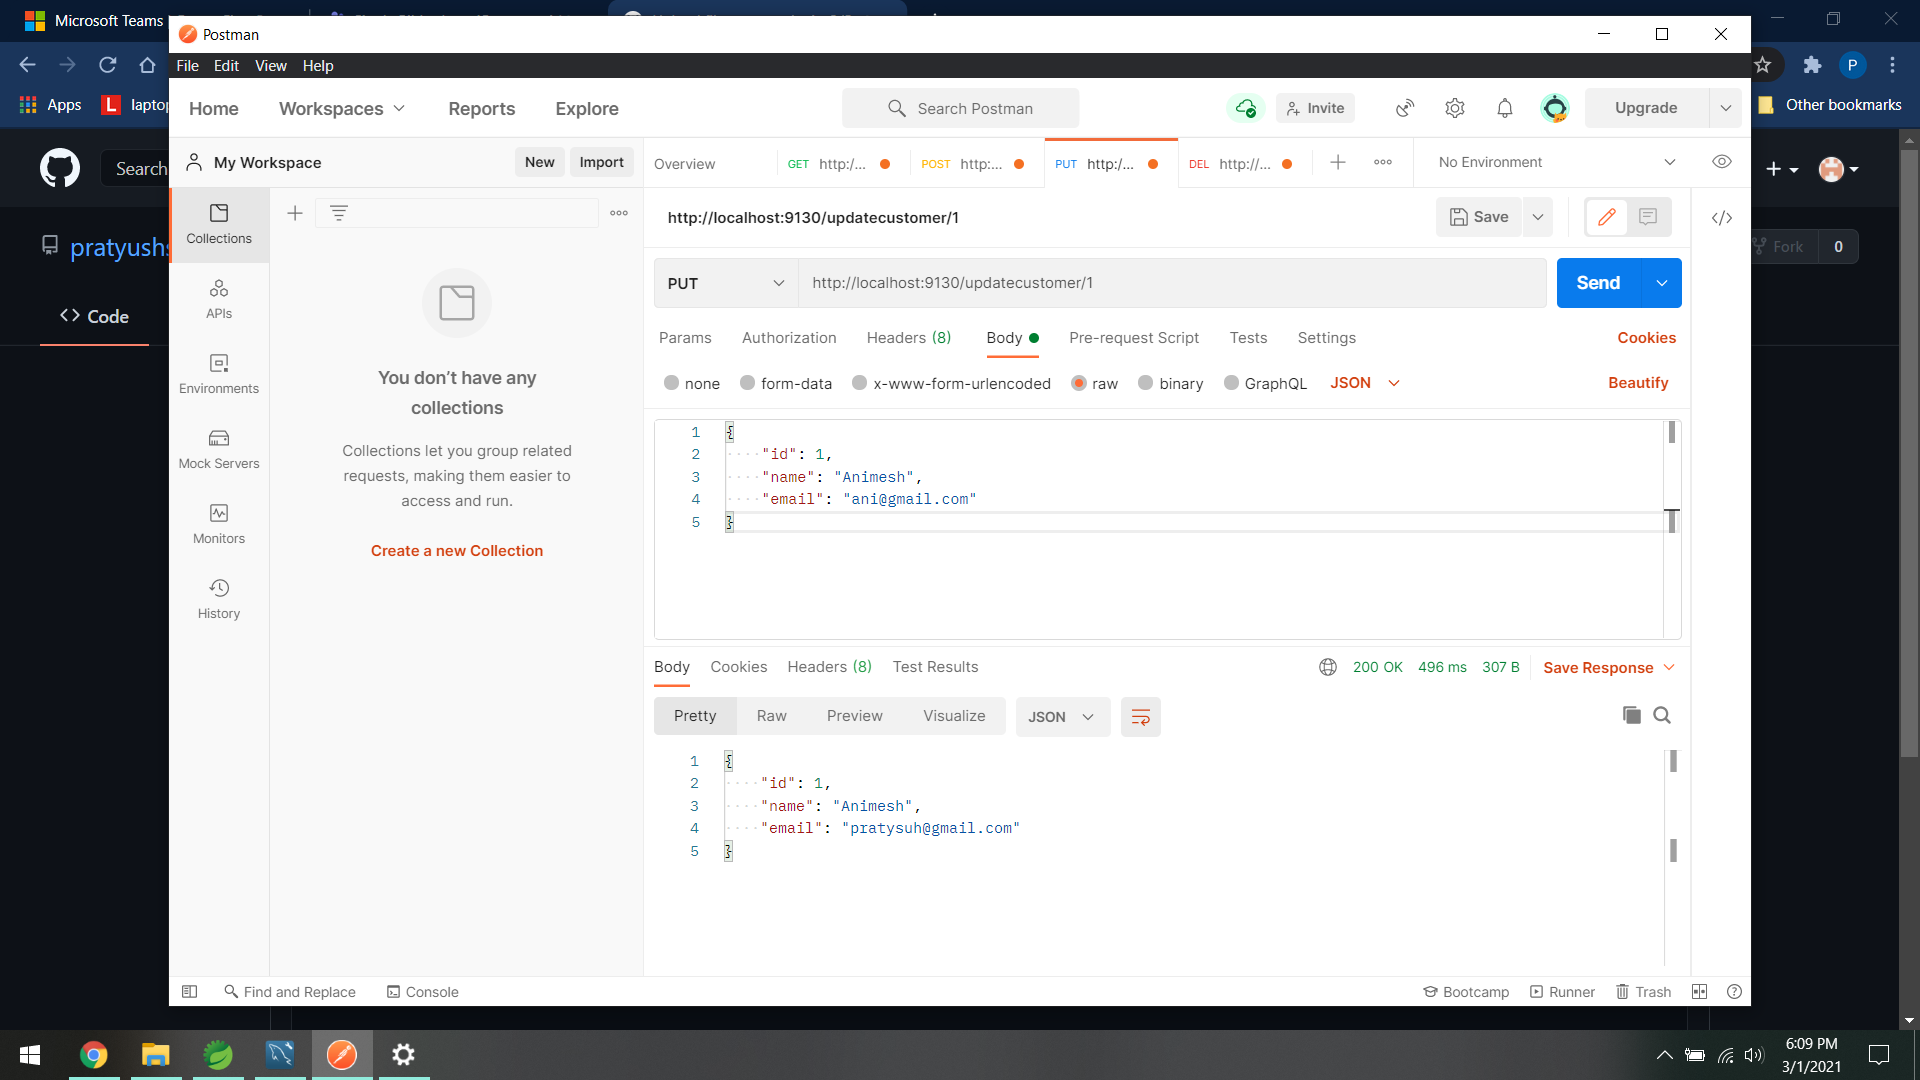 Microsoft Teams
Postman
File Edit View Help
Apps L laptop
Other bookmarks
P
Home Workspaces Reports Explore
Search Postman
Invite
Upgrade
My Workspace
New Import
Overview
GET http:/...
POST http:...
PUT http:/...
DEL http://...
No Environment
Search
pratyush
Code
Fork 0
http://localhost:9130/updatecustomer/1
Save
PUT http://localhost:9130/updatecustomer/1
Send
Collections
APIs
Environments
Mock Servers
Monitors
History
You don't have any
collections
Collections let you group related
requests, making them easier to
access and run.
Create a new Collection
Params Authorization Headers (8) Body Pre-request Script Tests Settings Cookies
none form-data x-www-form-urlencoded raw binary GraphQL JSON Beautify
1 {
2 "id": 1,
3 "name": "Animesh",
4 "email": "ani@gmail.com"
5 }
Body Cookies Headers (8) Test Results
200 OK 496 ms 307 B Save Response
Pretty Raw Preview Visualize JSON
1 {
2 "id": 1,
3 "name": "Animesh",
4 "email": "pratysuh@gmail.com"
5 }
Find and Replace Console
Bootcamp Runner Trash
6:09 PM
3/1/2021